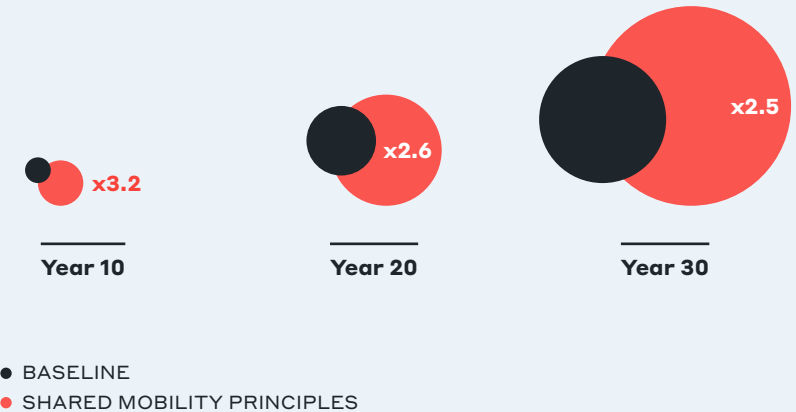 x2.5
x2.6
x3.2
Year 10
Year 20
Year 30
BASELINE
SHARED MOBILITY PRINCIPLES